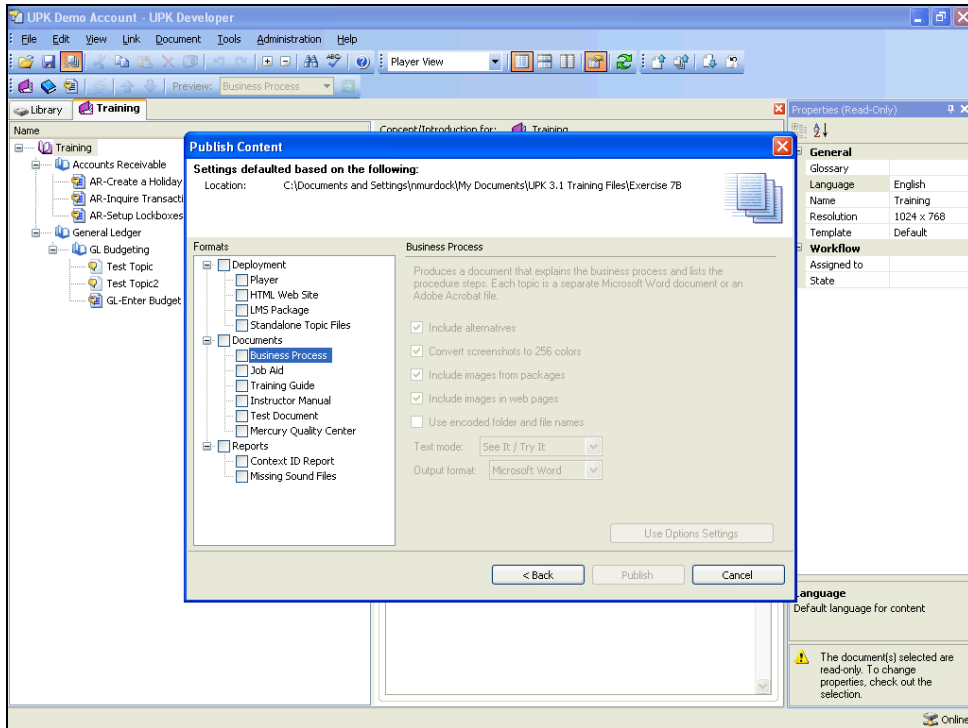 UPK Demo Account - UPK Developer
File Edit View Link Document Tools Administration Help
Player View
Preview: Business Process
Library Training
Name
Concept/Introduction for: Training
Training
Accounts Receivable
AR-Create a Holiday
AR-Inquire Transacti
AR-Setup Lockboxes
General Ledger
GL Budgeting
Test Topic
Test Topic2
GL-Enter Budget
Publish Content
Settings defaulted based on the following:
Location: C:\Documents and Settings\nmurdock\My Documents\UPK 3.1 Training Files\Exercise 7B
Formats
Deployment
Player
HTML Web Site
LMS Package
Standalone Topic Files
Documents
Business Process
Job Aid
Training Guide
Instructor Manual
Test Document
Mercury Quality Center
Reports
Context ID Report
Missing Sound Files
Business Process
Produces a document that explains the business process and lists the
procedure steps. Each topic is a separate Microsoft Word document or an
Adobe Acrobat file.
Include alternatives
Convert screenshots to 256 colors
Include images from packages
Include images in web pages
Use encoded folder and file names
Text mode: See It / Try It
Output format: Microsoft Word
Use Options Settings
< Back Publish Cancel
Properties (Read-Only)
General
Glossary
Language English
Name Training
Resolution 1024 x 768
Template Default
Workflow
Assigned to
State
Language
Default language for content
The document(s) selected are
read-only. To change
properties, check out the
selection.
Online